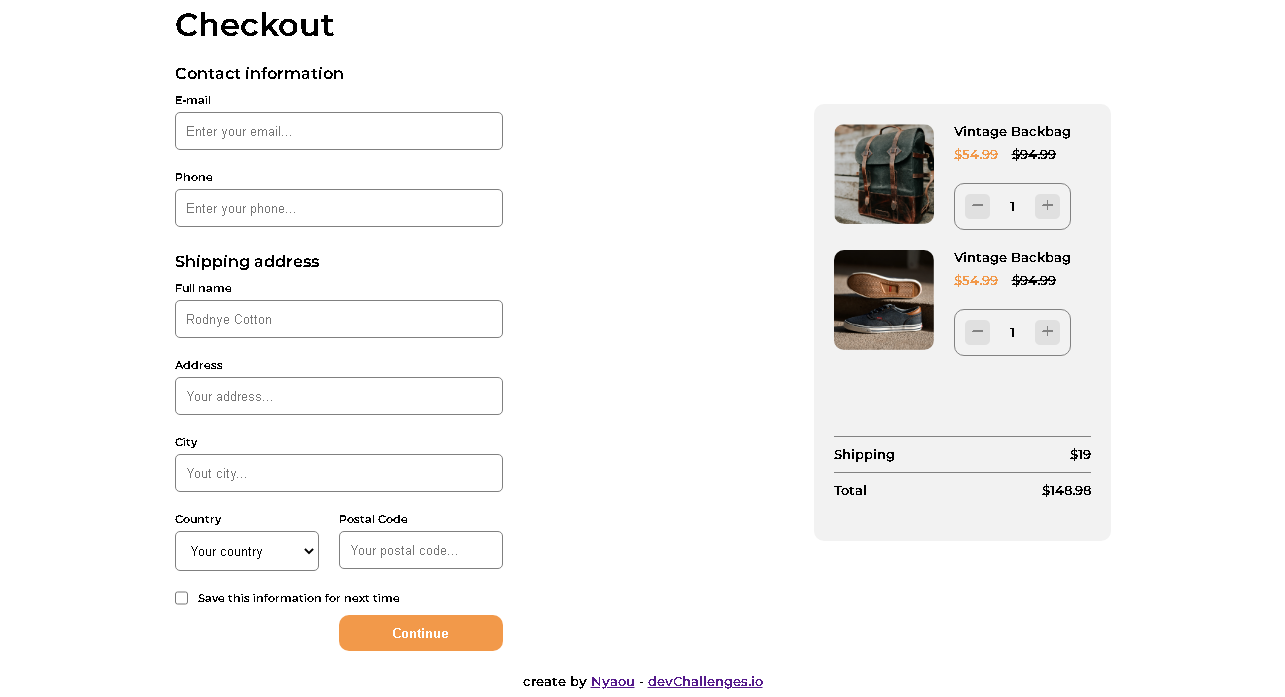 Checkout
Contact information
E-mail
Enter your email...
Phone
Enter your phone...
Shipping address
Full name
Rodnye Cotton
Address
Your address...
City
Yout city...
Country
Postal Code
Your country
Your postal code...
Save this information for next time
Continue
Vintage Backbag
$54.99 $94.99
− 1 +
Vintage Backbag
$54.99 $94.99
− 1 +
Shipping $19
Total $148.98
create by Nyaou - devChallenges.io